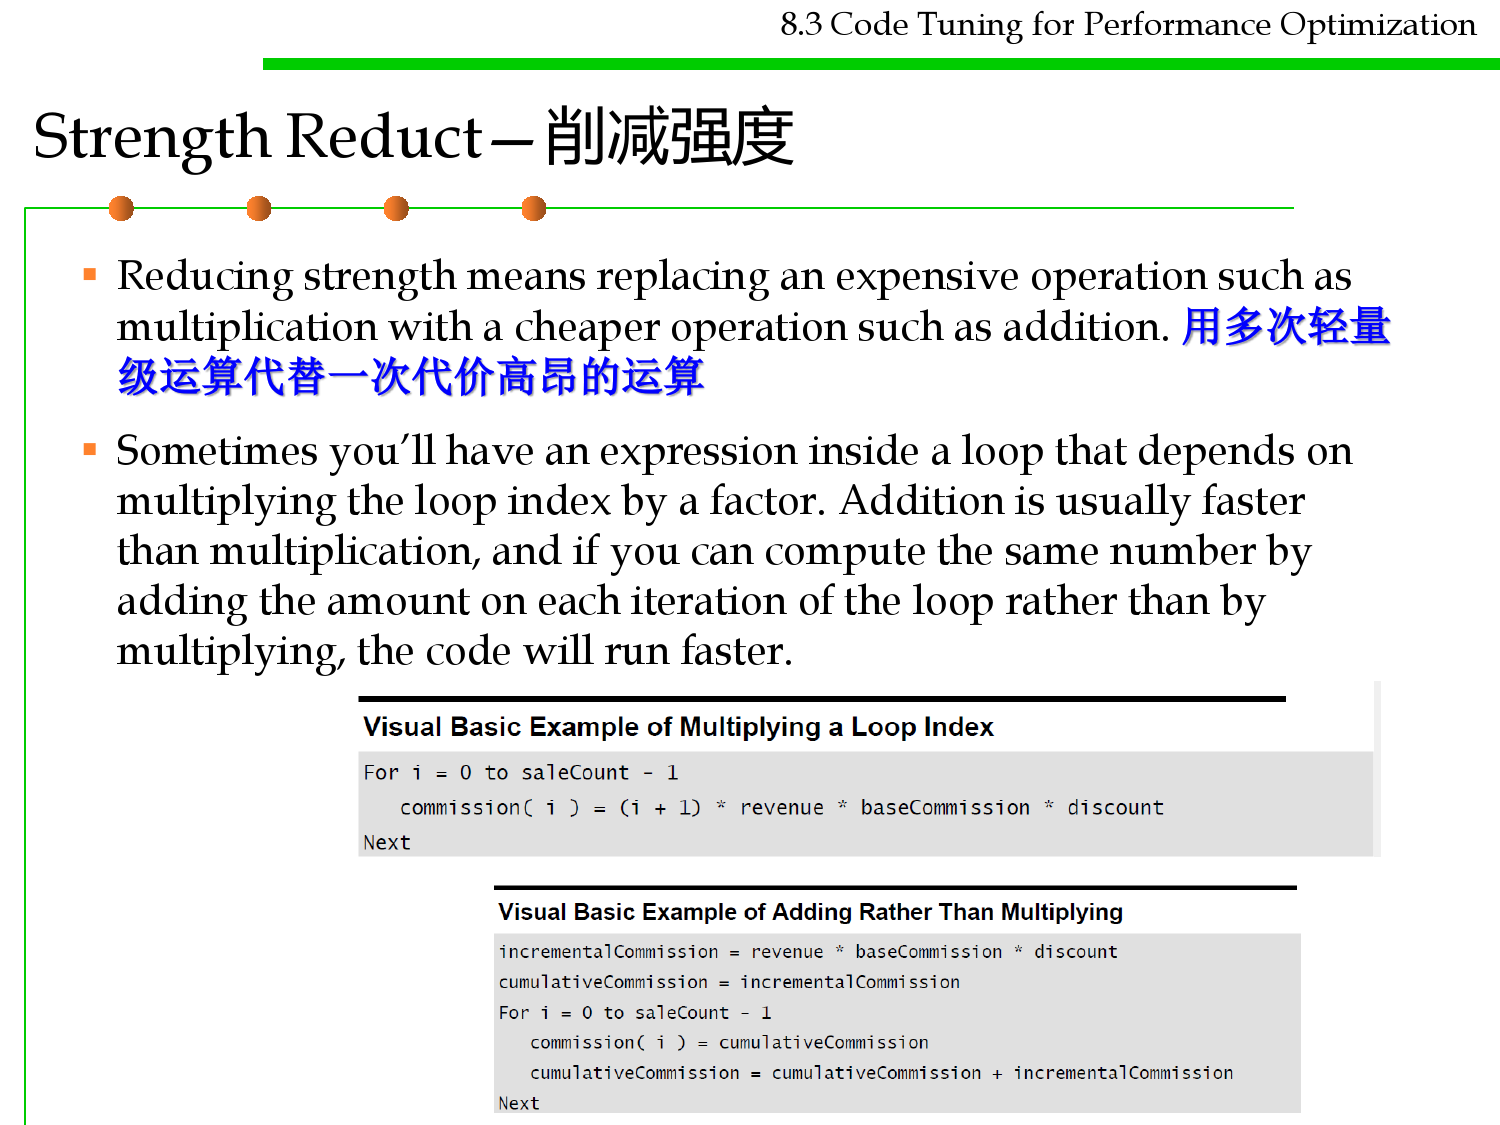 8.3 Code Tuning for Performance Optimization
Strength Reduct—削减强度
Reducing strength means replacing an expensive operation such as
multiplication with a cheaper operation such as addition. 用多次轻量
级运算代替一次代价高昂的运算
Sometimes you’ll have an expression inside a loop that depends on
multiplying the loop index by a factor. Addition is usually faster
than multiplication, and if you can compute the same number by
adding the amount on each iteration of the loop rather than by
multiplying, the code will run faster.
Visual Basic Example of Multiplying a Loop Index
For i = 0 to saleCount - 1
commission( i ) = (i + 1) * revenue * baseCommission * discount
Next
Visual Basic Example of Adding Rather Than Multiplying
incrementalCommission = revenue * baseCommission * discount
cumulativeCommission = incrementalCommission
For i = 0 to saleCount - 1
commission( i ) = cumulativeCommission
cumulativeCommission = cumulativeCommission + incrementalCommission
Next